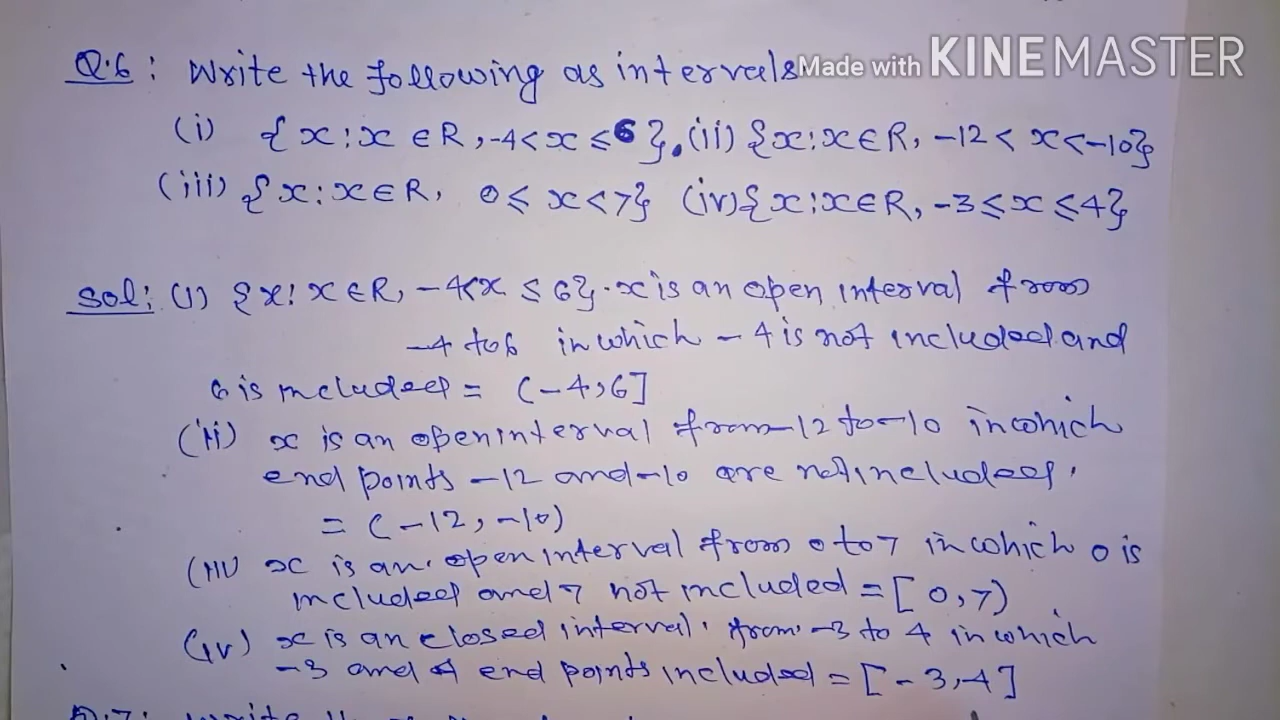 Made with KINEMASTER
Q.6: Write the following as intervals
(i) {x:x∈R, -4<x≤6}. (ii) {x:x∈R, -12<x<-10}
(iii) {x:x∈R, 0≤x<7} (iv) {x:x∈R, -3≤x≤4}
Sol: (i) {x:x∈R, -4<x≤6}. x is an open interval from
-4 to 6 in which -4 is not included and
6 is included = (-4,6]
(ii) x is an open interval from -12 to -10 in which
end points -12 and -10 are not included.
= (-12, -10)
(iii) x is an open interval from 0 to 7 in which 0 is
included and 7 not included = [0,7)
(iv) x is an closed interval from -3 to 4 in which
-3 and 4 end points included = [-3,4]
Q.7: Write